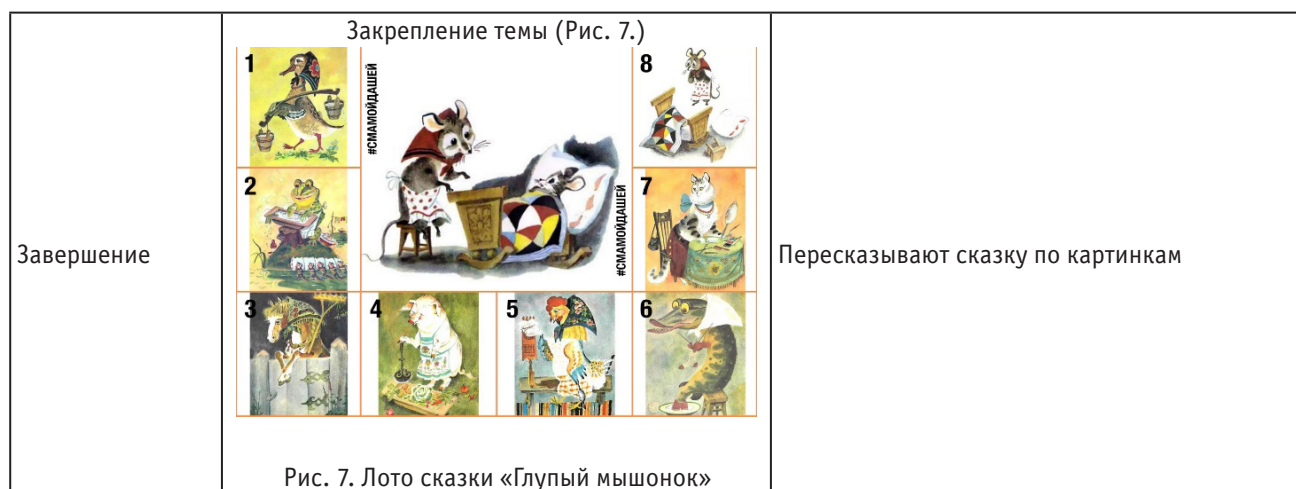 Завершение
Закрепление темы (Рис. 7.)
1
#СМАМОЙДАШЕЙ
8
2
#СМАМОЙДАШЕЙ
7
3
4
5
6
Рис. 7. Лото сказки «Глупый мышонок»
Пересказывают сказку по картинкам